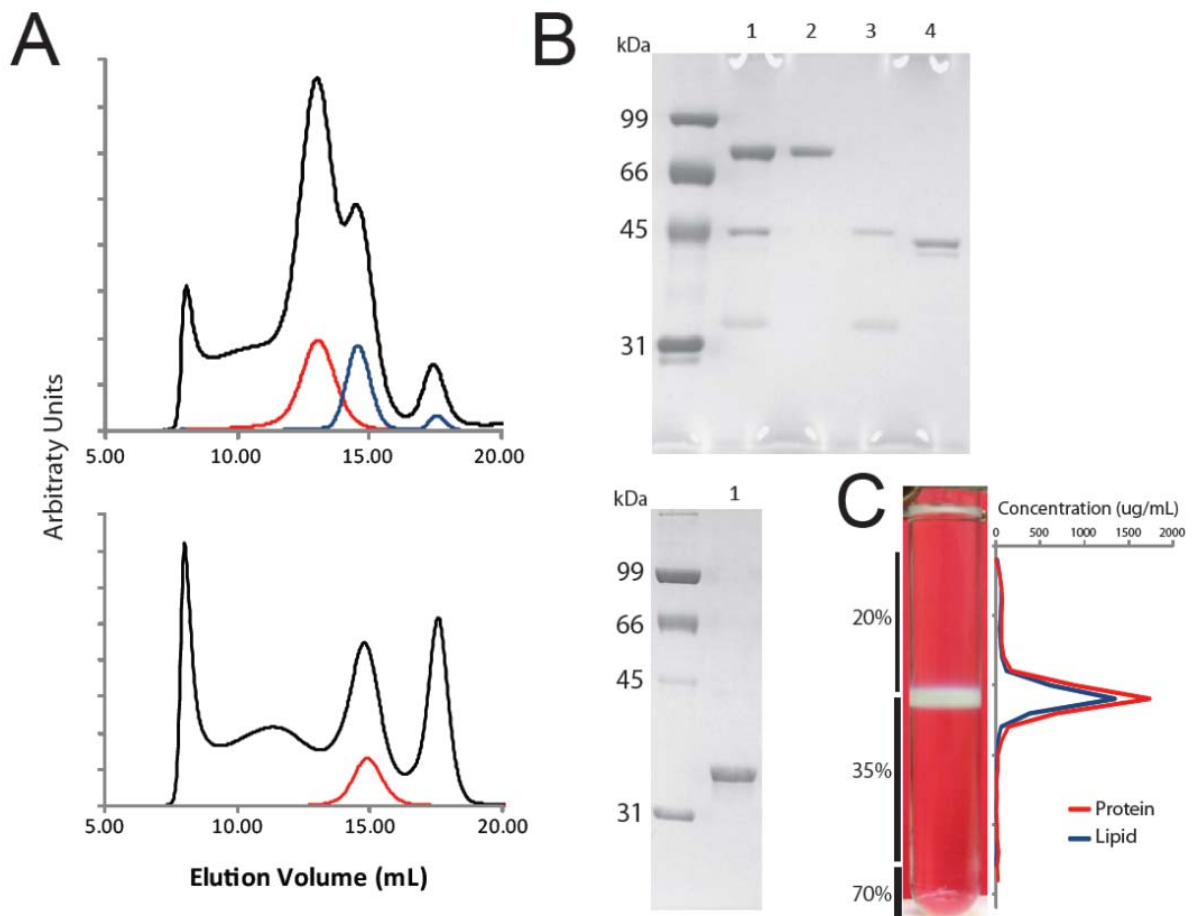 A
Arbitraty Units
5.00 10.00 15.00 20.00
5.00 10.00 15.00 20.00
Elution Volume (mL)
B
kDa 1 2 3 4
99
66
45
31
kDa 1
99
66
45
31
C
Concentration (ug/mL)
0 500 1000 1500 2000
20%
35%
70%
Protein
Lipid